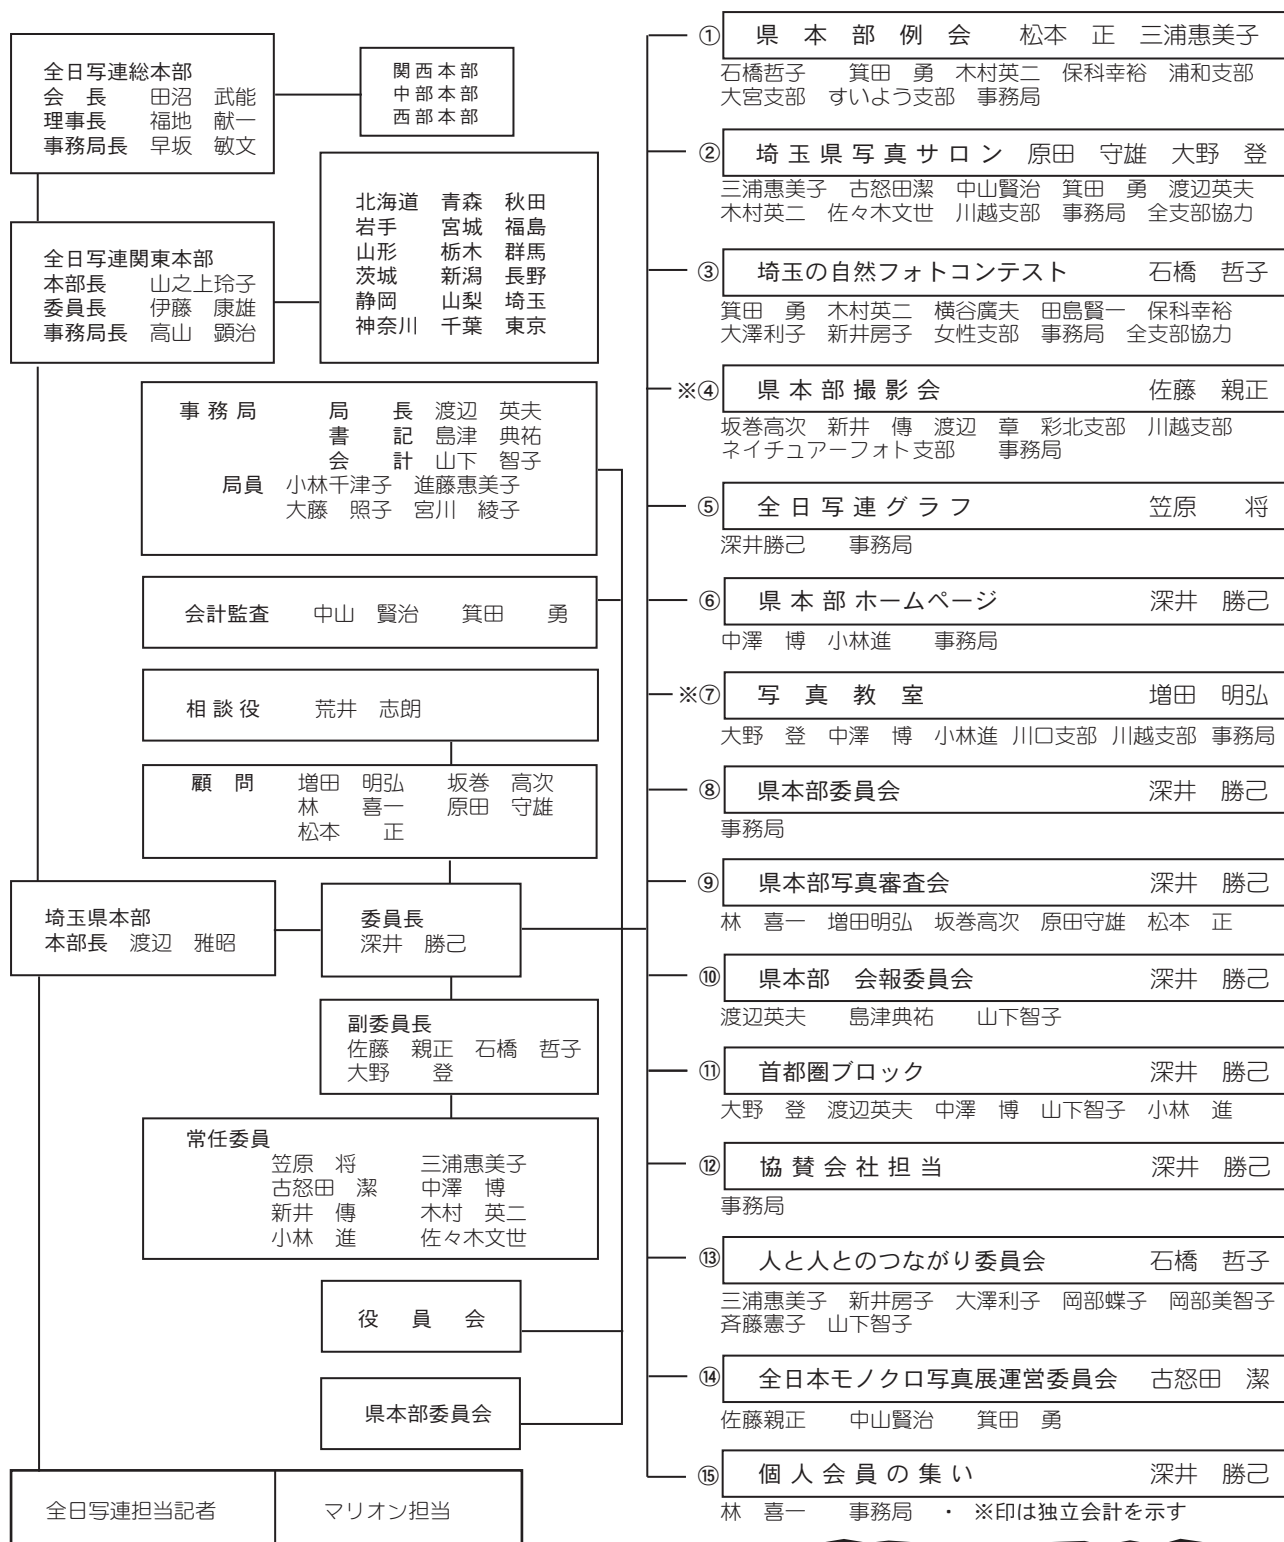 全日写連総本部
会　長　　田沼　武能
理事長　　福地　献一
事務局長　早坂　敏文
関西本部
中部本部
西部本部
全日写連関東本部
本部長　　山之上玲子
委員長　　伊藤　康雄
事務局長　高山　顕治
北海道　青森　秋田
岩手　　宮城　福島
山形　　栃木　群馬
茨城　　新潟　長野
静岡　　山梨　埼玉
神奈川　千葉　東京
事務局　　局　　長　渡辺　英夫
書　　記　島津　典祐
会　　計　山下　智子
局員　小林千津子　進藤恵美子
大藤　照子　宮川　綾子
会計監査　　中山　賢治　　箕田　　勇
相談役　　荒井　志朗
顧　問　　増田　明弘　　坂巻　高次
林　　喜一　　原田　守雄
松本　　正
埼玉県本部
本部長　渡辺　雅昭
委員長
深井　勝己
副委員長
佐藤　親正　石橋　哲子
大野　　登
常任委員
笠原　将　　　三浦恵美子
古怒田　潔　　中澤　博
新井　傳　　　木村　英二
小林　進　　　佐々木文世
役　員　会
県本部委員会
全日写連担当記者
マリオン担当
① 県　本　部　例　会　　松本　正　三浦恵美子
石橋哲子　　箕田　勇　木村英二　保科幸裕　浦和支部
大宮支部　すいよう支部　事務局
② 埼玉県写真サロン　原田　守雄　大野　登
三浦恵美子　古怒田潔　中山賢治　箕田　勇　渡辺英夫
木村英二　佐々木文世　川越支部　事務局　全支部協力
③ 埼玉の自然フォトコンテスト　　石橋　哲子
箕田　勇　木村英二　横谷廣夫　田島賢一　保科幸裕
大澤利子　新井房子　女性支部　事務局　全支部協力
※④ 県本部撮影会　　佐藤　親正
坂巻高次　新井　傳　渡辺　章　彩北支部　川越支部
ネイチュアーフォト支部　　事務局
⑤ 全日写連グラフ　　笠原　　将
深井勝己　　事務局
⑥ 県本部ホームページ　　深井　勝己
中澤　博　小林進　　事務局
※⑦ 写　真　教　室　　増田　明弘
大野　登　中澤　博　小林進　川口支部　川越支部　事務局
⑧ 県本部委員会　　深井　勝己
事務局
⑨ 県本部写真審査会　　深井　勝己
林　喜一　増田明弘　坂巻高次　原田守雄　松本　正
⑩ 県本部　会報委員会　　深井　勝己
渡辺英夫　　島津典祐　　山下智子
⑪ 首都圏ブロック　　深井　勝己
大野　登　渡辺英夫　中澤　博　山下智子　小林　進
⑫ 協賛会社担当　　深井　勝己
事務局
⑬ 人と人とのつながり委員会　　石橋　哲子
三浦恵美子　新井房子　大澤利子　岡部蝶子　岡部美智子
斉藤憲子　山下智子
⑭ 全日本モノクロ写真展運営委員会　古怒田　潔
佐藤親正　　中山賢治　　箕田　勇
⑮ 個人会員の集い　　深井　勝己
林　喜一　　事務局　・　※印は独立会計を示す